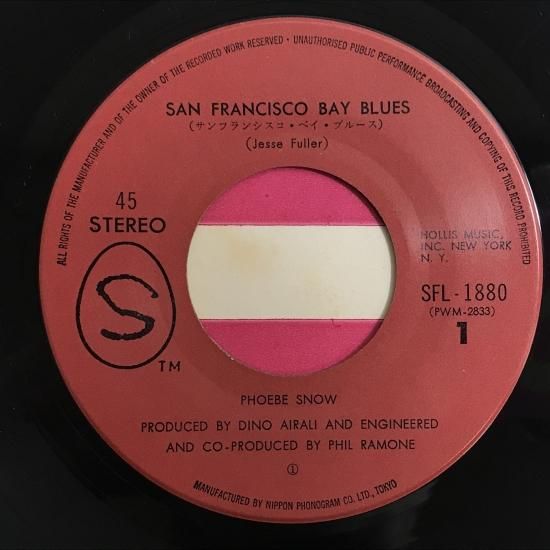 ALL RIGHTS OF THE MANUFACTURER AND OF THE OWNER OF THE RECORDED WORK RESERVED • UNAUTHORISED PUBLIC PERFORMANCE BROADCASTING AND COPYING OF THIS RECORD PROHIBITED
SAN FRANCISCO BAY BLUES
(サンフランシスコ・ベイ・ブルース)
(Jesse Fuller)
45
STEREO
HOLLIS MUSIC,
INC. NEW YORK
N. Y.
S
TM
SFL-1880
(PWM-2833)
1
PHOEBE SNOW
PRODUCED BY DINO AIRALI AND ENGINEERED
AND CO-PRODUCED BY PHIL RAMONE
①
MANUFACTURED BY NIPPON PHONOGRAM CO. LTD., TOKYO